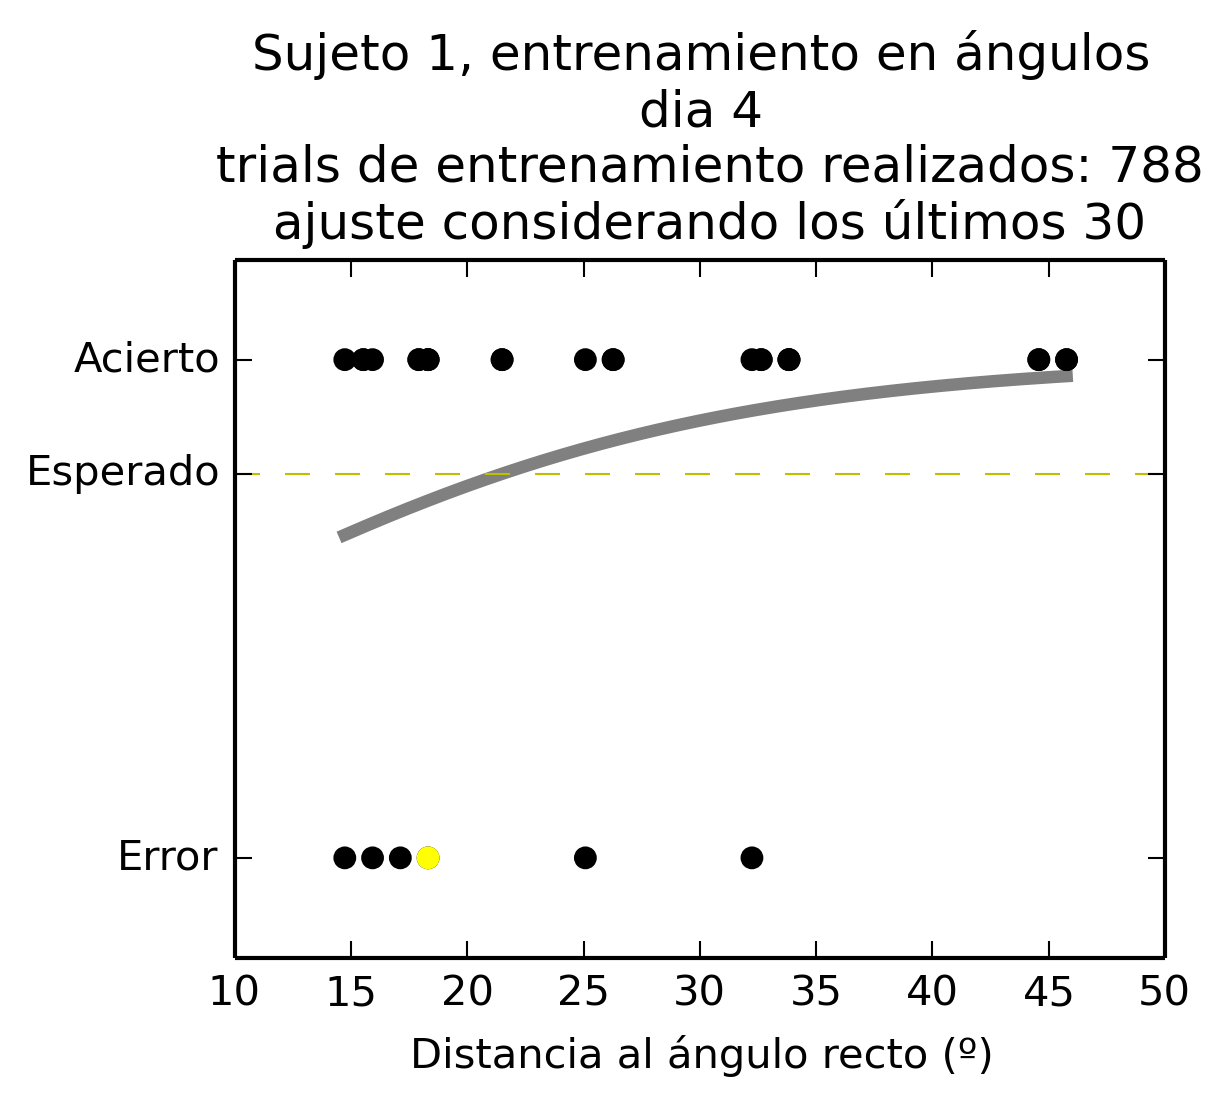 Sujeto 1, entrenamiento en ángulos
dia 4
trials de entrenamiento realizados: 788
ajuste considerando los últimos 30
Acierto
Esperado
Error
10 15 20 25 30 35 40 45 50
Distancia al ángulo recto (º)